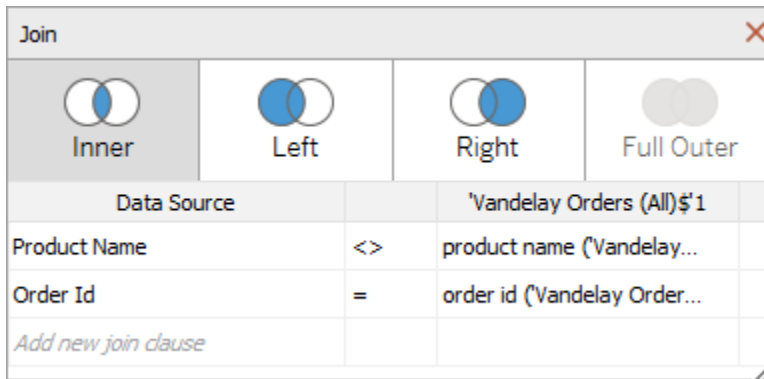 Join
Inner Left Right Full Outer
Data Source 'Vandelay Orders (All)$'1
Product Name <> product name ('Vandelay...
Order Id = order id ('Vandelay Order...
Add new join clause